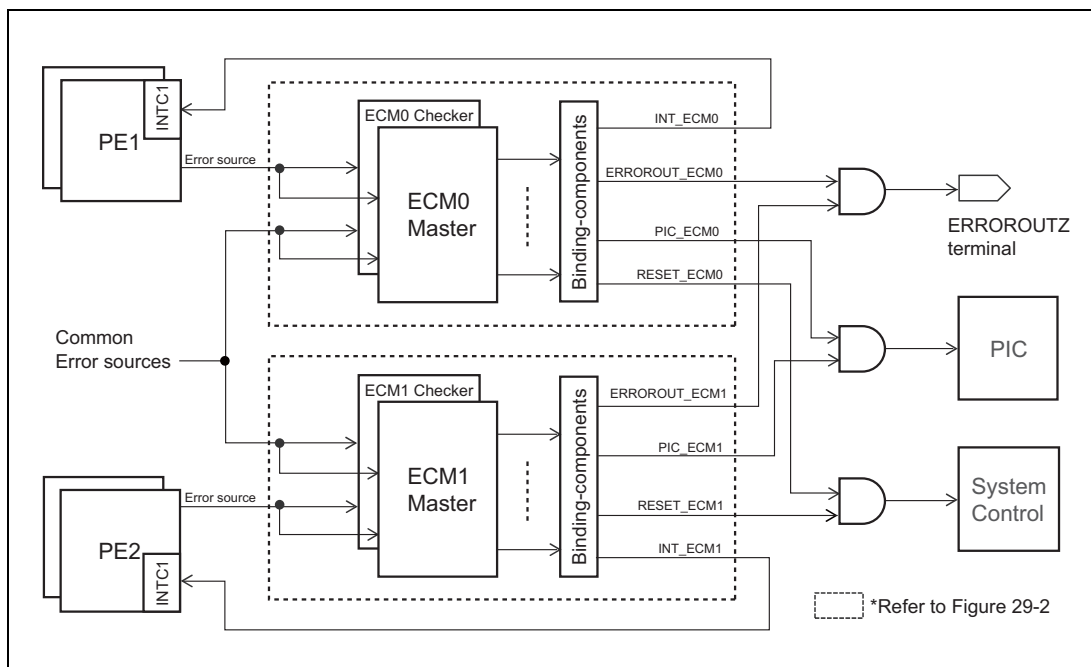 PE1
INTC1
Error source
ECM0 Checker
ECM0
Master
Binding-components
INT_ECM0
ERROROUT_ECM0
PIC_ECM0
RESET_ECM0
ERROROUTZ
terminal
Common
Error sources
PIC
ECM1 Checker
ECM1
Master
Binding-components
ERROROUT_ECM1
PIC_ECM1
RESET_ECM1
INT_ECM1
System
Control
Error source
PE2
INTC1
*Refer to Figure 29-2